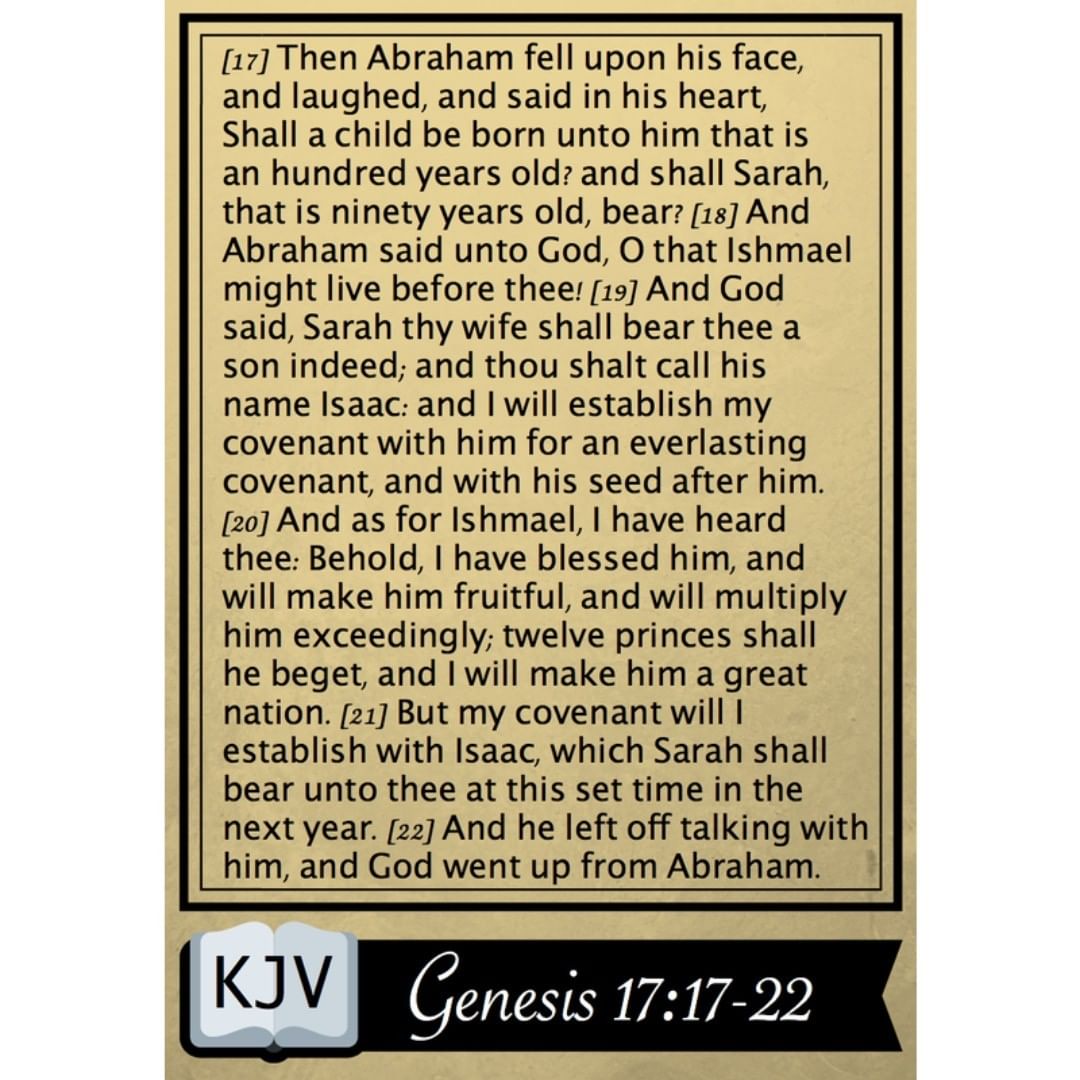 [17] Then Abraham fell upon his face,
and laughed, and said in his heart,
Shall a child be born unto him that is
an hundred years old? and shall Sarah,
that is ninety years old, bear? [18] And
Abraham said unto God, O that Ishmael
might live before thee! [19] And God
said, Sarah thy wife shall bear thee a
son indeed; and thou shalt call his
name Isaac: and I will establish my
covenant with him for an everlasting
covenant, and with his seed after him.
[20] And as for Ishmael, I have heard
thee: Behold, I have blessed him, and
will make him fruitful, and will multiply
him exceedingly; twelve princes shall
he beget, and I will make him a great
nation. [21] But my covenant will I
establish with Isaac, which Sarah shall
bear unto thee at this set time in the
next year. [22] And he left off talking with
him, and God went up from Abraham.
KJV
Genesis 17:17-22